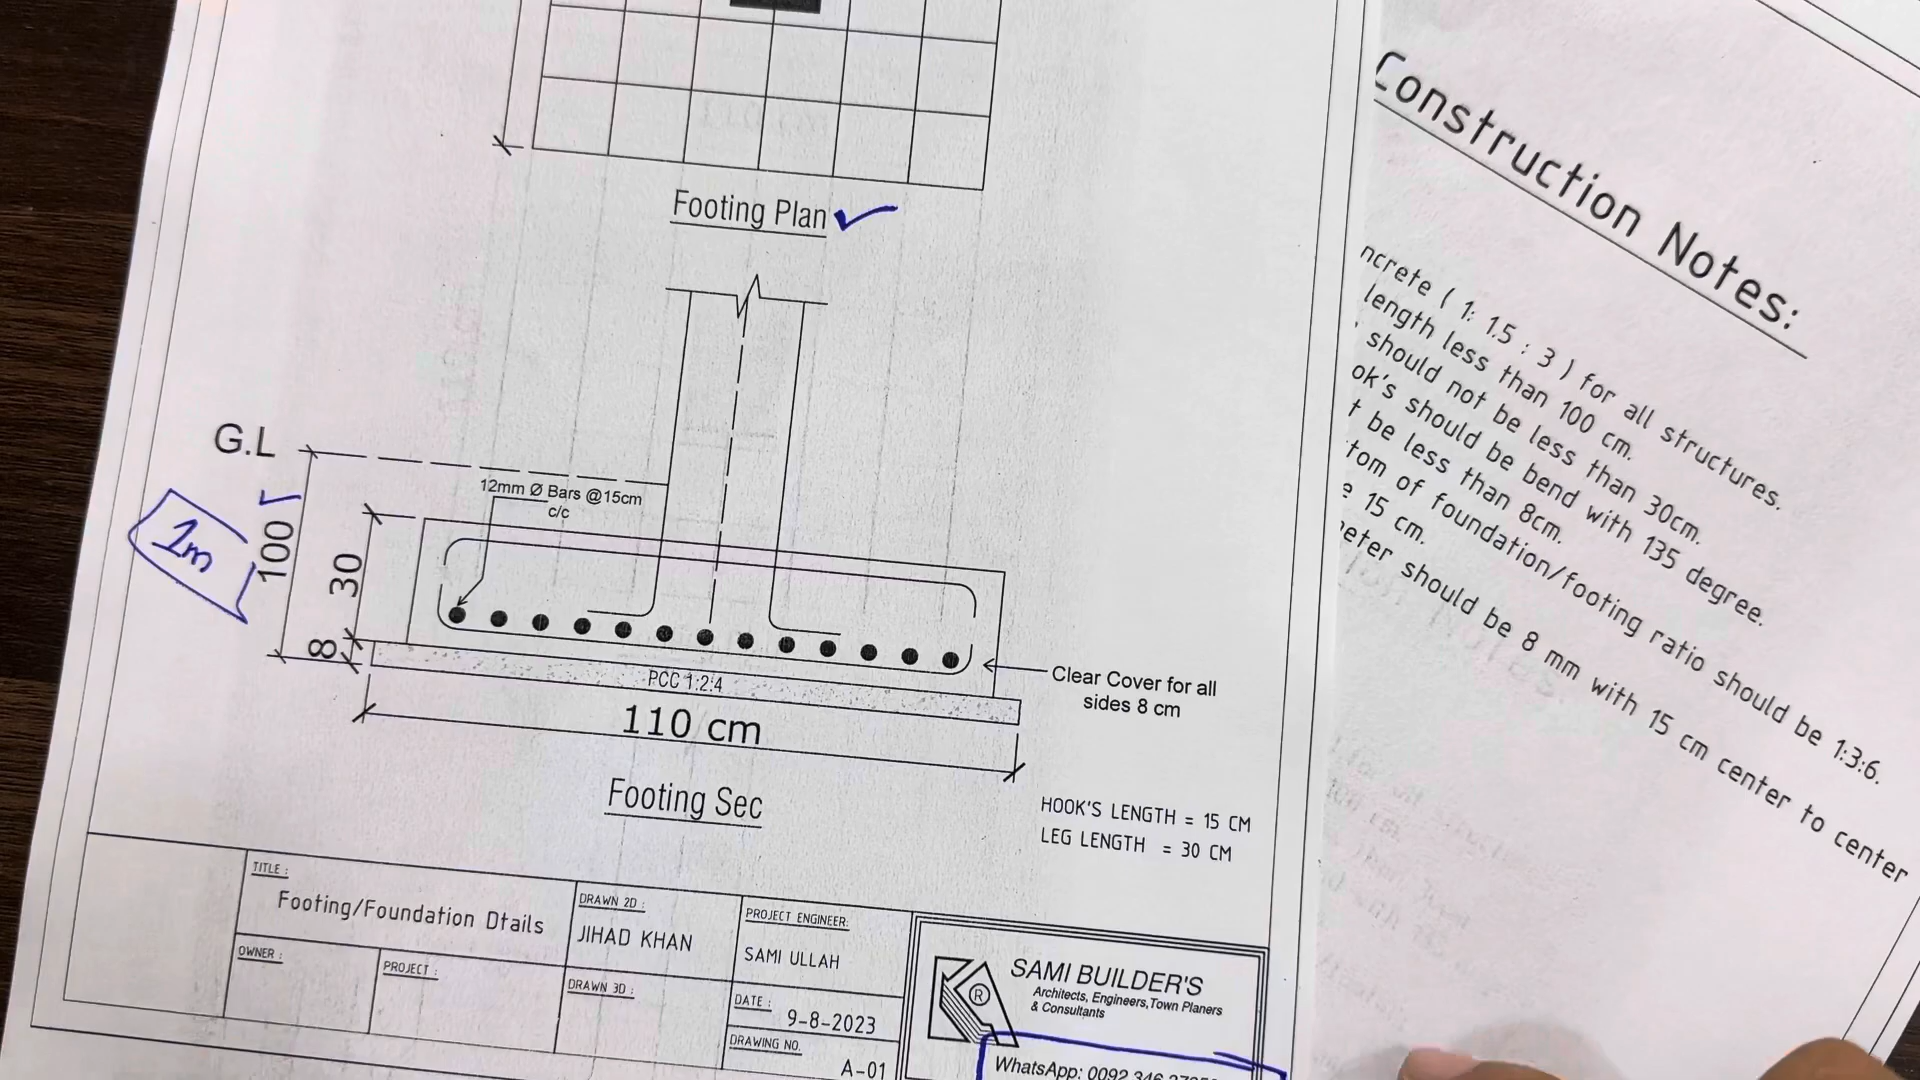 Footing Plan
G.L
12mm Ø Bars @15cm
c/c
1m
100
30
8
PCC 1:2:4
Clear Cover for all
sides 8 cm
110 cm
Footing Sec
HOOK'S LENGTH = 15 CM
LEG LENGTH = 30 CM
TITLE :
Footing/Foundation Dtails
OWNER :
PROJECT :
DRAWN 2D :
JIHAD KHAN
DRAWN 3D :
PROJECT ENGINEER:
SAMI ULLAH
DATE :
9-8-2023
DRAWING NO.
A-01
SAMI BUILDER'S
Architects, Engineers,Town Planers
& Consultants
R
WhatsApp: 0092 346
Construction Notes:
( 1: 1.5 : 3 ) for all structures.
length less than 100 cm.
should not be less than 30cm.
should be bend with 135 degree.
be less than 8cm.
of foundation/footing ratio should be 1:3:6.
15 cm.
should be 8 mm with 15 cm center to center